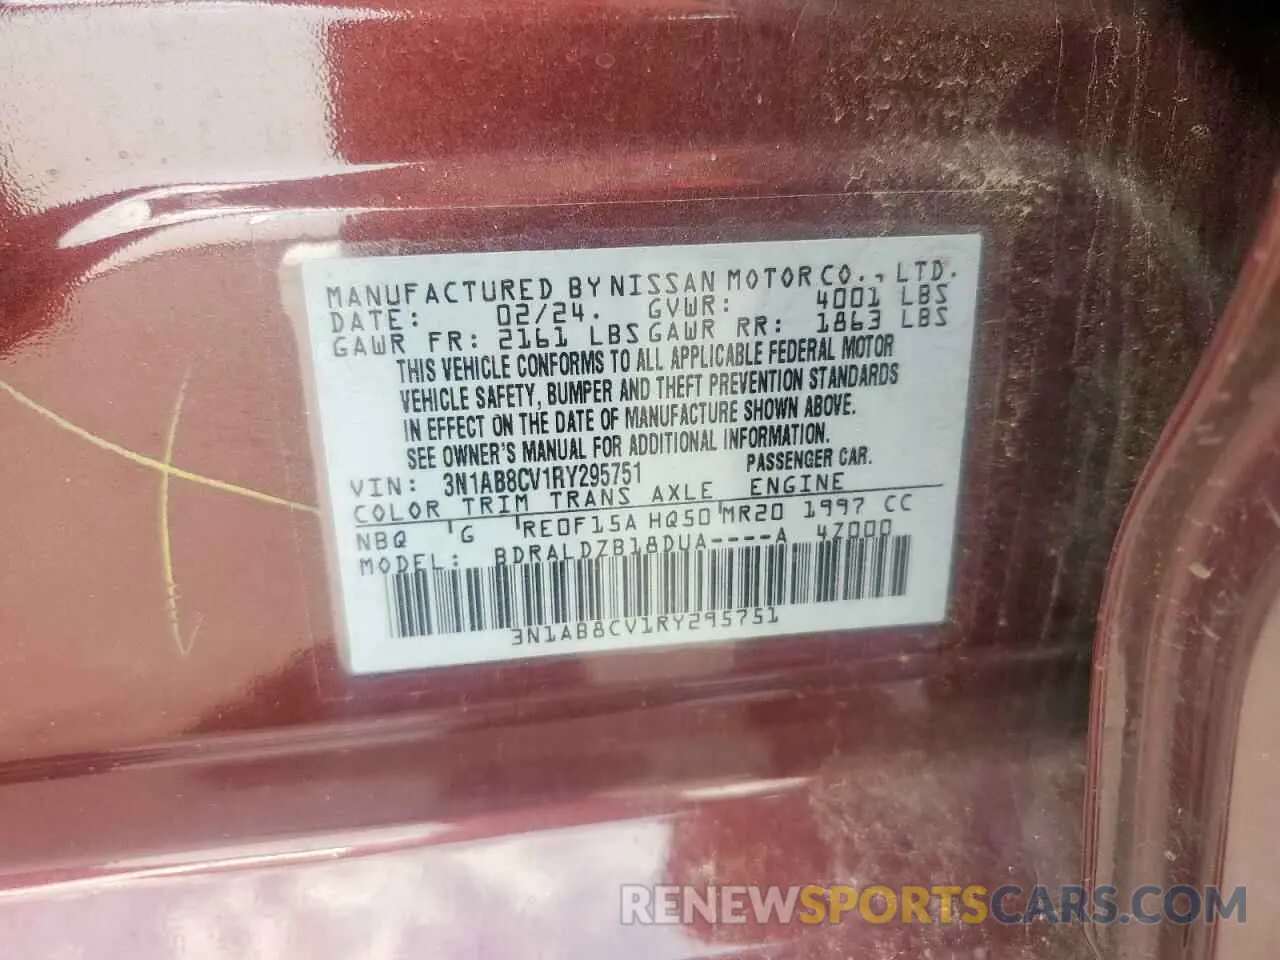 MANUFACTURED BY NISSAN MOTOR CO., LTD.
DATE: 02/24. GVWR: 4001 LBS
GAWR FR: 2161 LBS GAWR RR: 1863 LBS
THIS VEHICLE CONFORMS TO ALL APPLICABLE FEDERAL MOTOR
VEHICLE SAFETY, BUMPER AND THEFT PREVENTION STANDARDS
IN EFFECT ON THE DATE OF MANUFACTURE SHOWN ABOVE.
SEE OWNER'S MANUAL FOR ADDITIONAL INFORMATION.
VIN: 3N1AB8CV1RY295751 PASSENGER CAR.
COLOR TRIM TRANS AXLE ENGINE
NBQ G RE0F15A HQ50 MR20 1997 CC
MODEL: BDRALDZB18DUA----A 4Z000
3N1AB8CV1RY295751
RENEWSPORTSCARS.COM